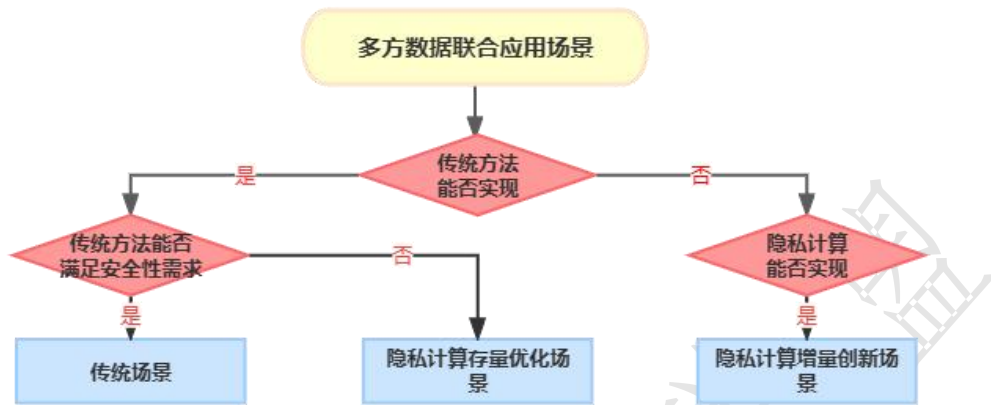 多方数据联合应用场景
传统方法
能否实现
是
否
传统方法能否
满足安全性需求
否
隐私计算
能否实现
是
是
传统场景
隐私计算存量优化场
景
隐私计算增量创新场
景